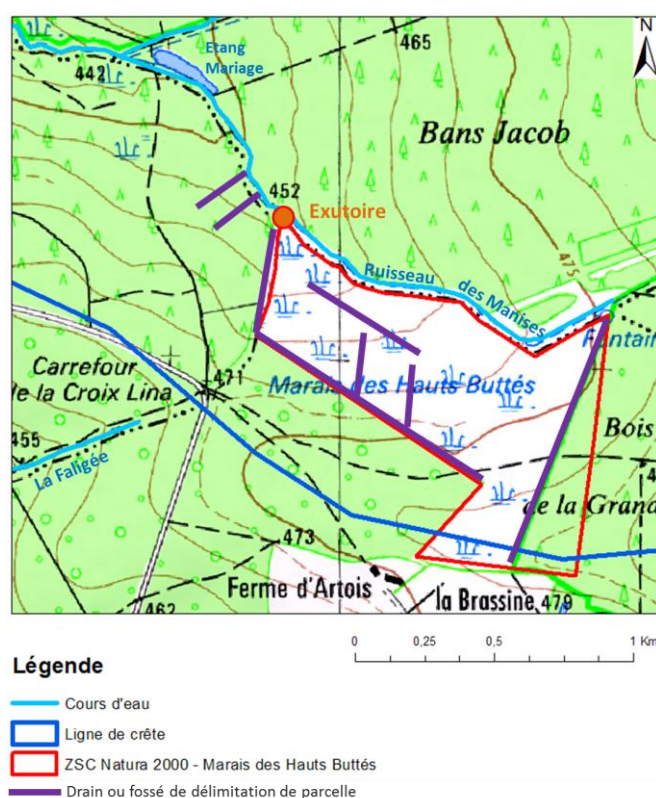 N
Etang
Mariage
465
442
Bans Jacob
452
Exutoire
475
Ruisseau des Manises
Fontain
Carrefour
de la Croix Lina
471
Marais des Hauts Buttés
455
La Faligée
Bois
de la Grand
473
Ferme d'Artois
la Brassine
479
462
0 0,25 0,5 1 Km
Légende
Cours d'eau
Ligne de crête
ZSC Natura 2000 - Marais des Hauts Buttés
Drain ou fossé de délimitation de parcelle